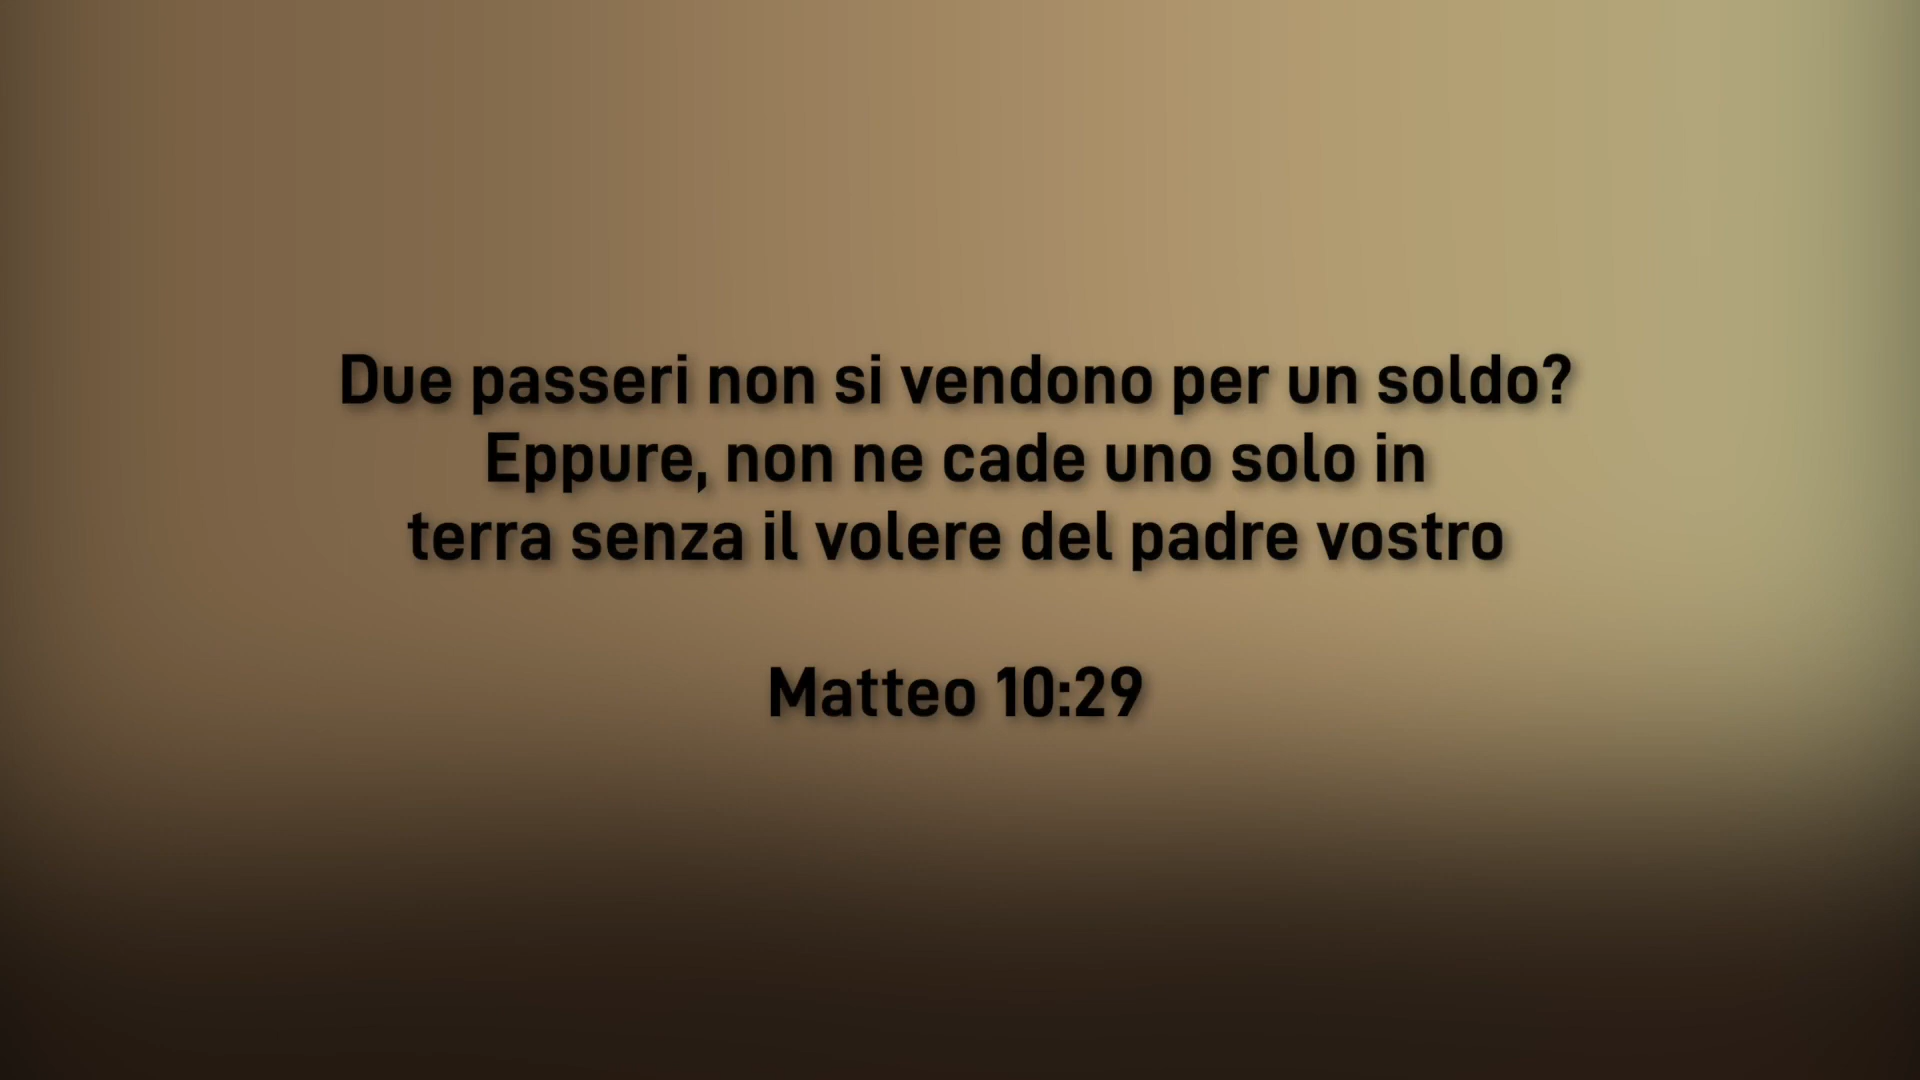 Due passeri non si vendono per un soldo?
Eppure, non ne cade uno solo in
terra senza il volere del padre vostro
Matteo 10:29